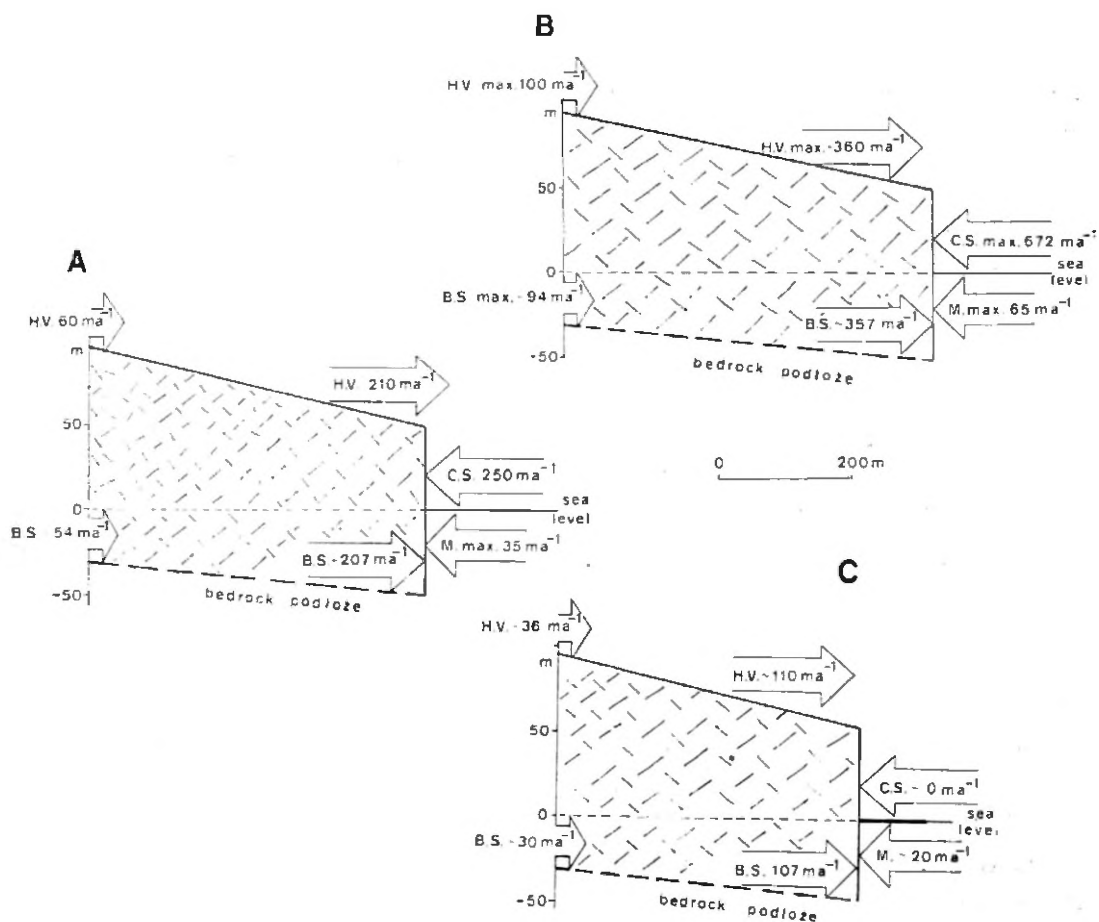 A
H.V. 60 ma⁻¹
m
H.V. 210 ma⁻¹
50
C.S. 250 ma⁻¹
0
sea
level
B.S. 54 ma⁻¹
M. max. 35 ma⁻¹
B.S. ~207 ma⁻¹
-50
bedrock podłoże
B
H.V. max. 100 ma⁻¹
m
H.V. max. ~360 ma⁻¹
50
C.S. max. 672 ma⁻¹
0
sea
level
B.S. max. ~94 ma⁻¹
M. max. 65 ma⁻¹
B.S. ~357 ma⁻¹
-50
bedrock podłoże
0 200 m
C
H.V. ~36 ma⁻¹
m
H.V. ~110 ma⁻¹
50
C.S. ~0 ma⁻¹
0
sea
level
B.S. ~30 ma⁻¹
M. ~20 ma⁻¹
B.S. 107 ma⁻¹
-50
bedrock podłoże